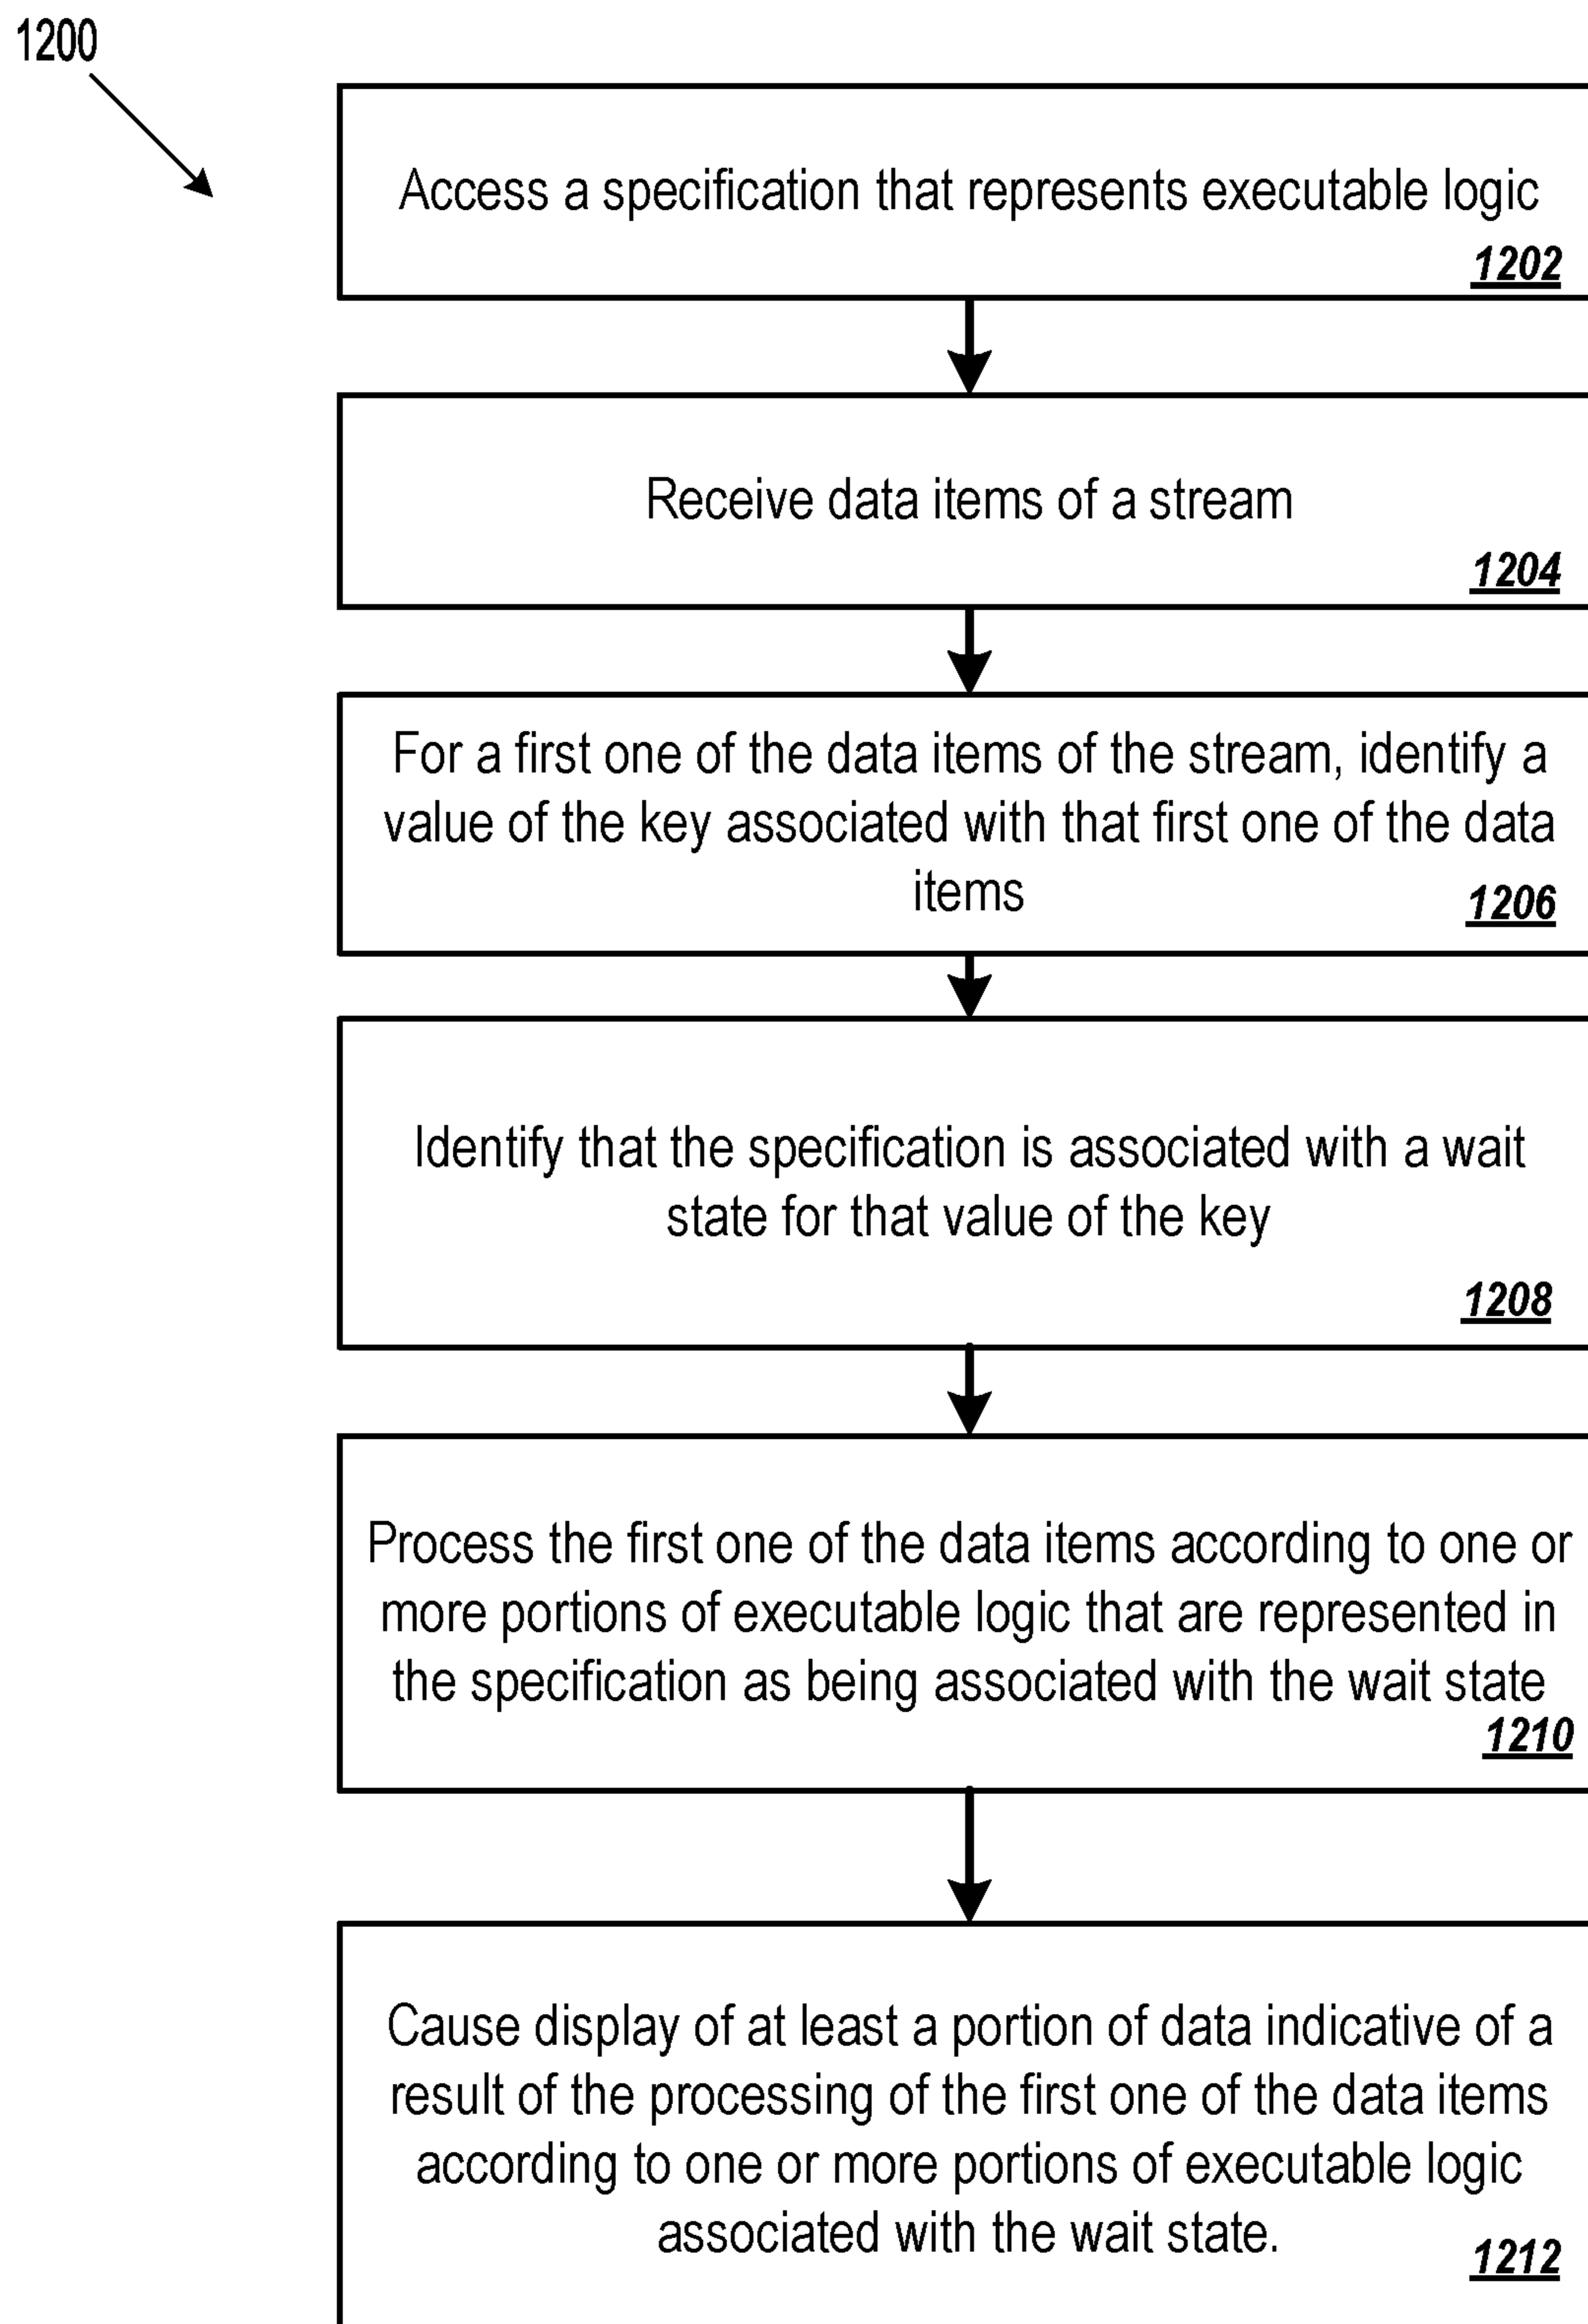 1200
Access a specification that represents executable logic
1202
Receive data items of a stream
1204
For a first one of the data items of the stream, identify a
value of the key associated with that first one of the data
items
1206
Identify that the specification is associated with a wait
state for that value of the key
1208
Process the first one of the data items according to one or
more portions of executable logic that are represented in
the specification as being associated with the wait state
1210
Cause display of at least a portion of data indicative of a
result of the processing of the first one of the data items
according to one or more portions of executable logic
associated with the wait state.
1212